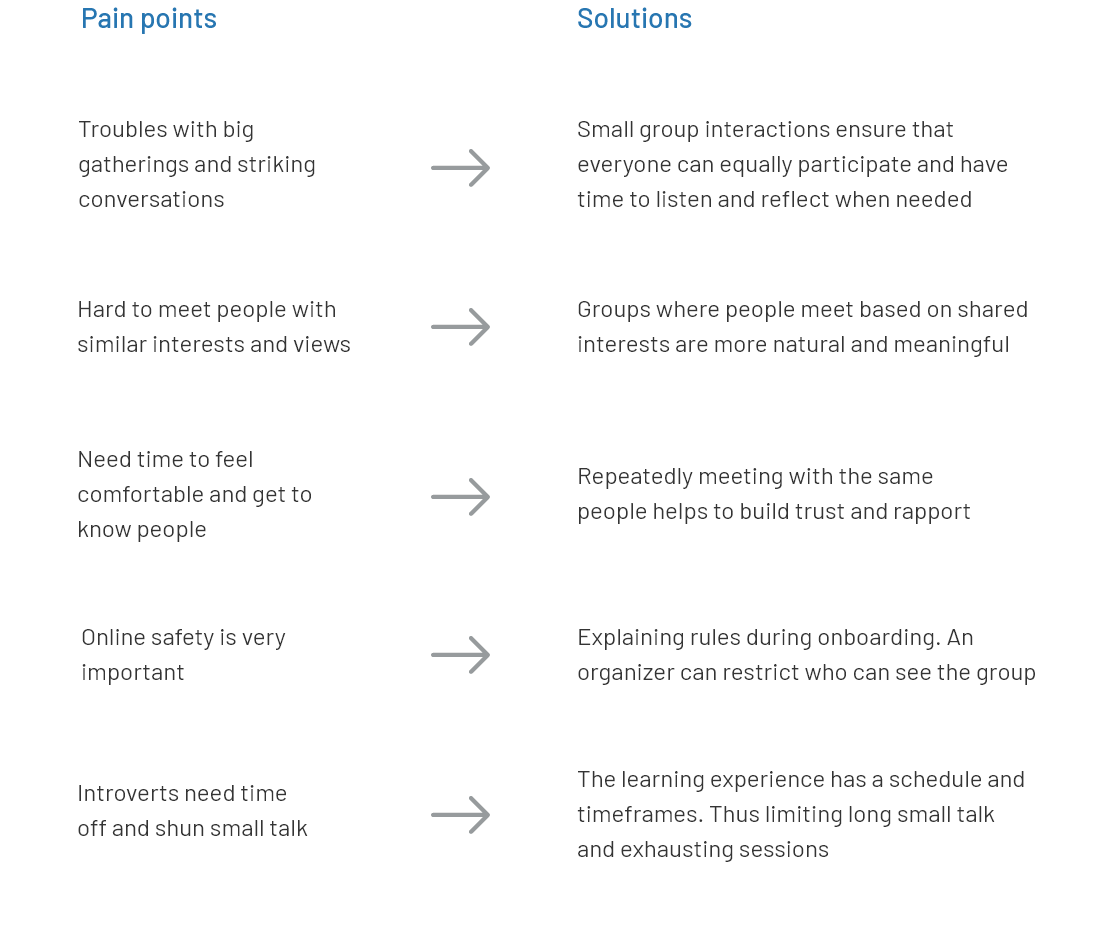 Pain points
Solutions
Troubles with big
gatherings and striking
conversations
Small group interactions ensure that
everyone can equally participate and have
time to listen and reflect when needed
Hard to meet people with
similar interests and views
Groups where people meet based on shared
interests are more natural and meaningful
Need time to feel
comfortable and get to
know people
Repeatedly meeting with the same
people helps to build trust and rapport
Online safety is very
important
Explaining rules during onboarding. An
organizer can restrict who can see the group
Introverts need time
off and shun small talk
The learning experience has a schedule and
timeframes. Thus limiting long small talk
and exhausting sessions